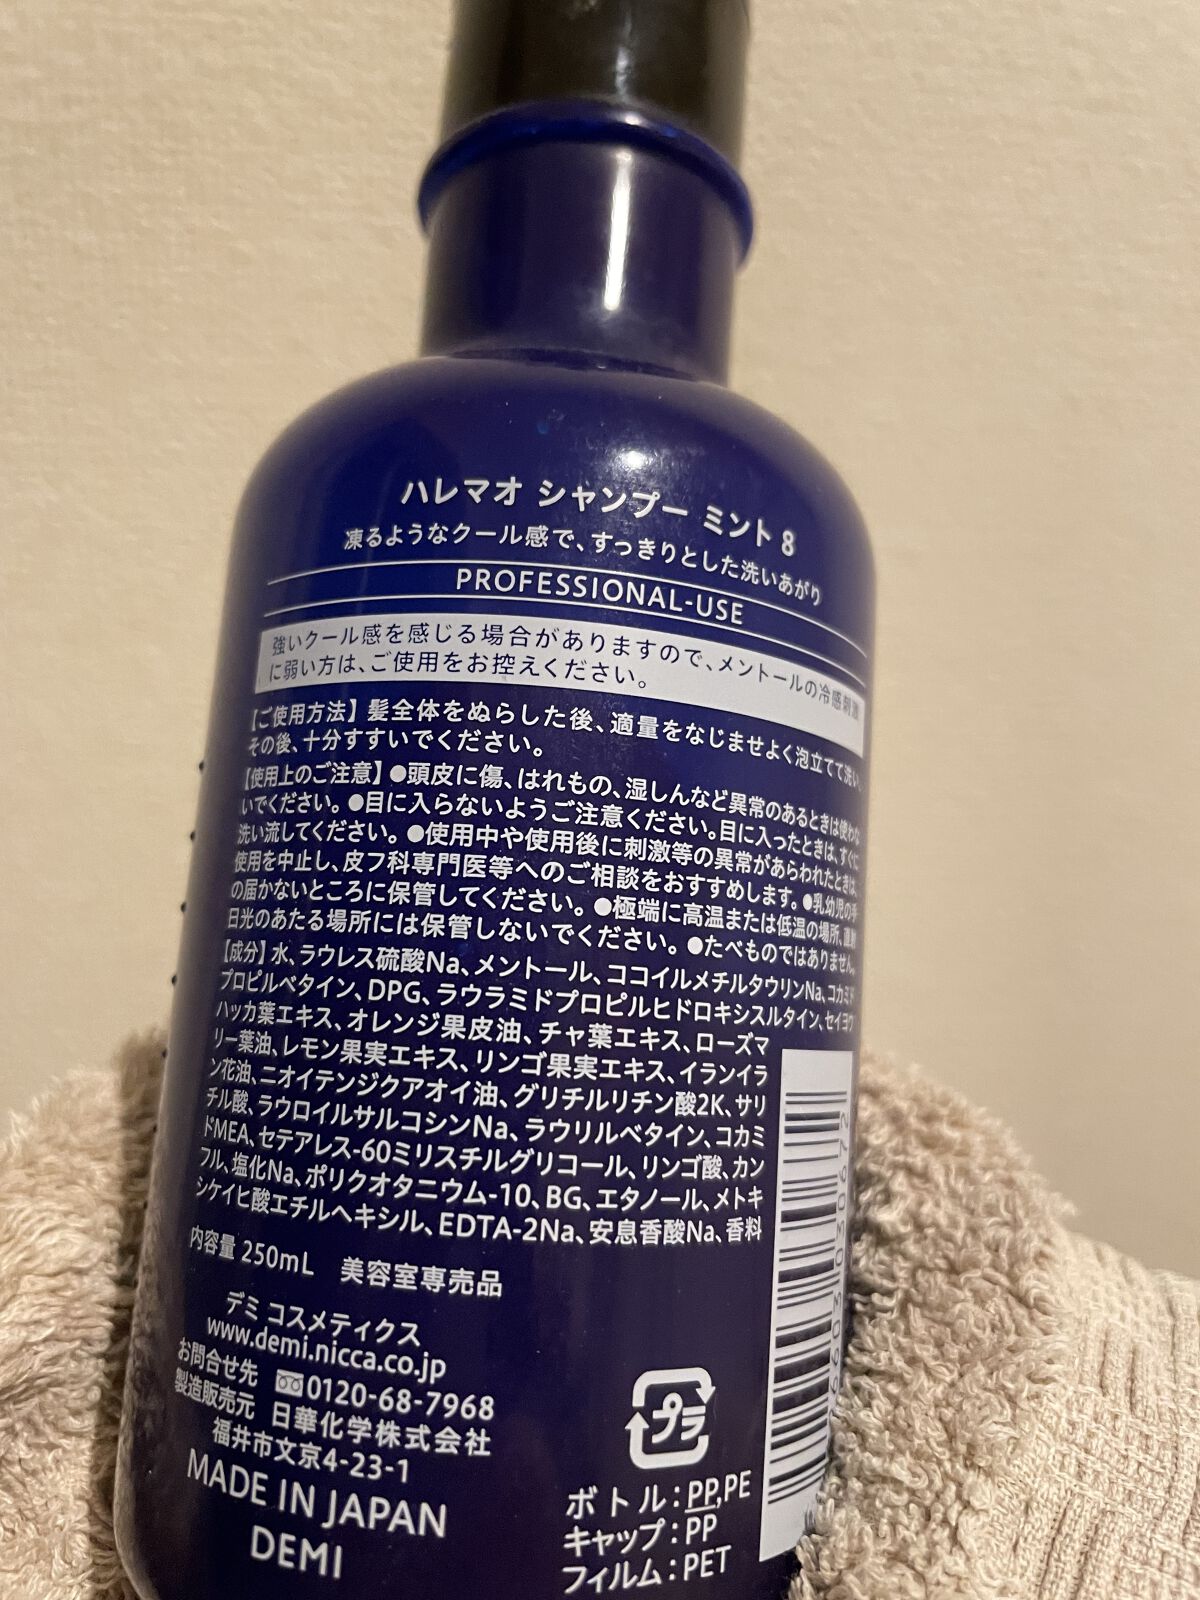 ハレマオ シャンプー ミント 8
凍るようなクール感で、すっきりとした洗いあがり
PROFESSIONAL-USE
強いクール感を感じる場合がありますので、メントールの冷感刺激
に弱い方は、ご使用をお控えください。
【ご使用方法】髪全体をぬらした後、適量をなじませよく泡立てて洗い、
その後、十分すすいでください。
【使用上のご注意】●頭皮に傷、はれもの、湿しんなど異常のあるときは使わな
いでください。●目に入らないようご注意ください。目に入ったときは、すぐに
洗い流してください。●使用中や使用後に刺激等の異常があらわれたときは、
使用を中止し、皮フ科専門医等へのご相談をおすすめします。●乳幼児の手
の届かないところに保管してください。●極端に高温または低温の場所、直射
日光のあたる場所には保管しないでください。●たべものではありません。
【成分】水、ラウレス硫酸Na、メントール、ココイルメチルタウリンNa、コカミド
プロピルベタイン、DPG、ラウラミドプロピルヒドロキシスルタイン、セイヨウ
ハッカ葉エキス、オレンジ果皮油、チャ葉エキス、ローズマ
リー葉油、レモン果実エキス、リンゴ果実エキス、イランイラ
ン花油、ニオイテンジクアオイ油、グリチルリチン酸2K、サリ
チル酸、ラウロイルサルコシンNa、ラウリルベタイン、コカミ
ドMEA、セテアレス-60ミリスチルグリコール、リンゴ酸、カン
フル、塩化Na、ポリクオタニウム-10、BG、エタノール、メトキ
シケイヒ酸エチルヘキシル、EDTA-2Na、安息香酸Na、香料
内容量 250mL 美容室専売品
デミ コスメティクス
www.demi.nicca.co.jp
お問合せ先 0120-68-7968
製造販売元 日華化学株式会社
福井市文京4-23-1
MADE IN JAPAN
DEMI
プラ
ボトル:PP,PE
キャップ:PP
フィルム:PET